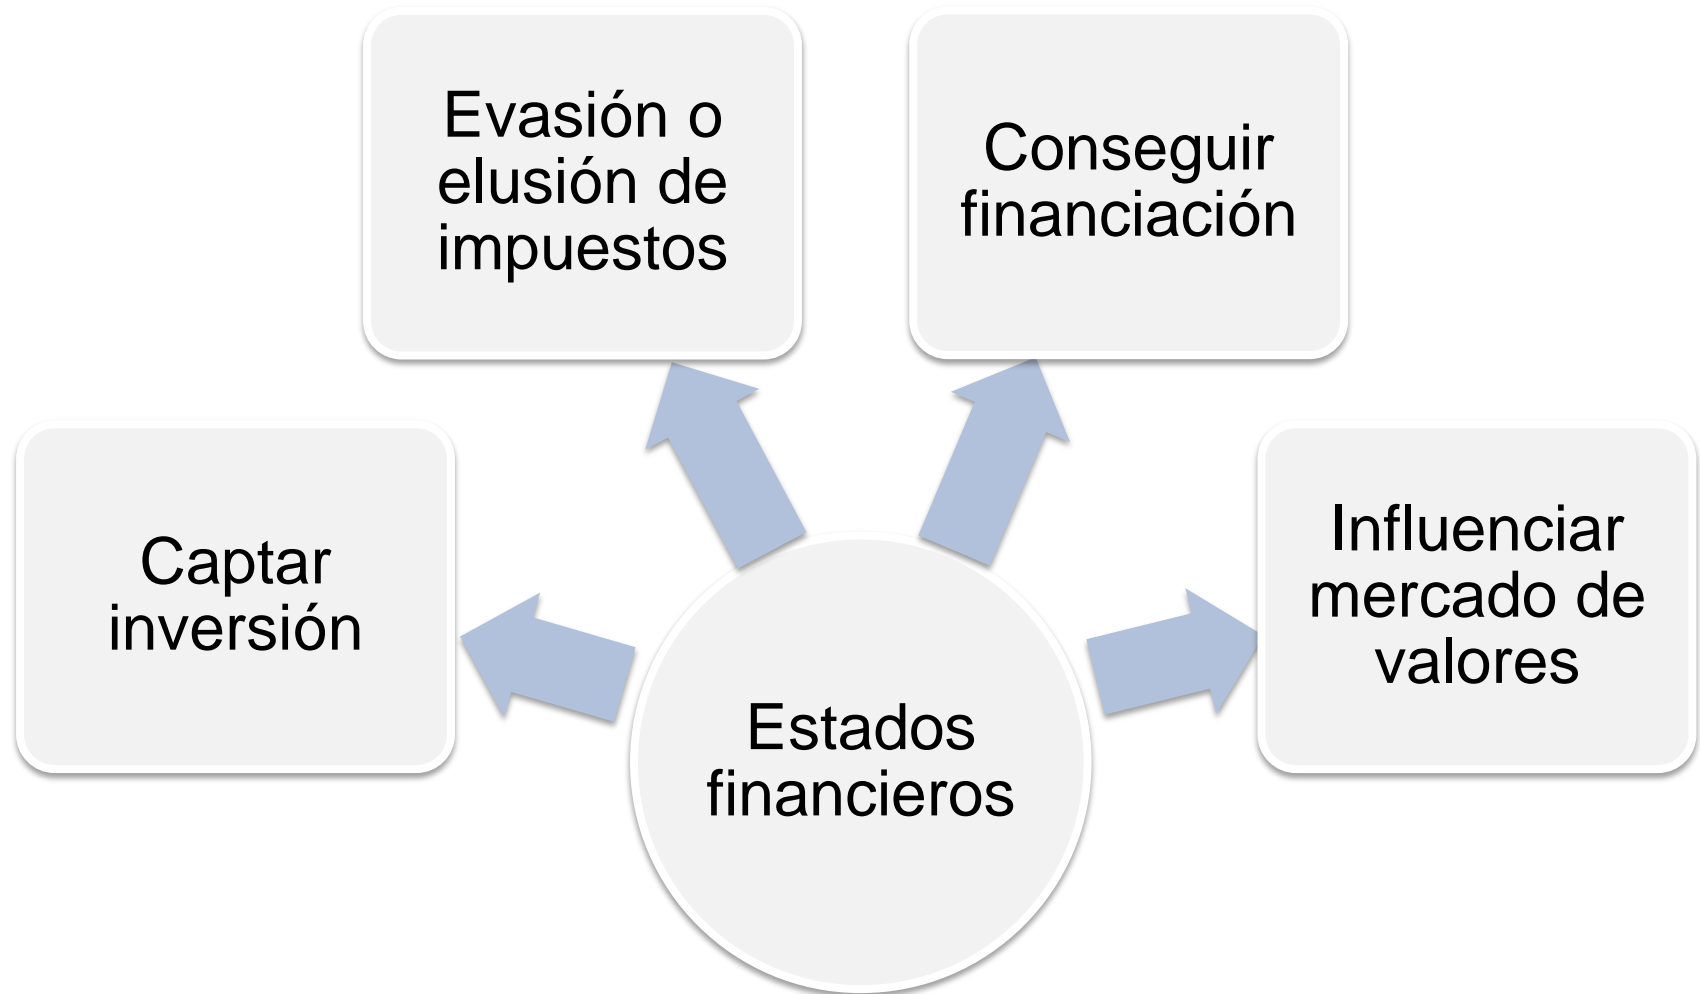 Evasión o
elusión de
impuestos
Conseguir
financiación
Captar
inversión
Influenciar
mercado de
valores
Estados
financieros